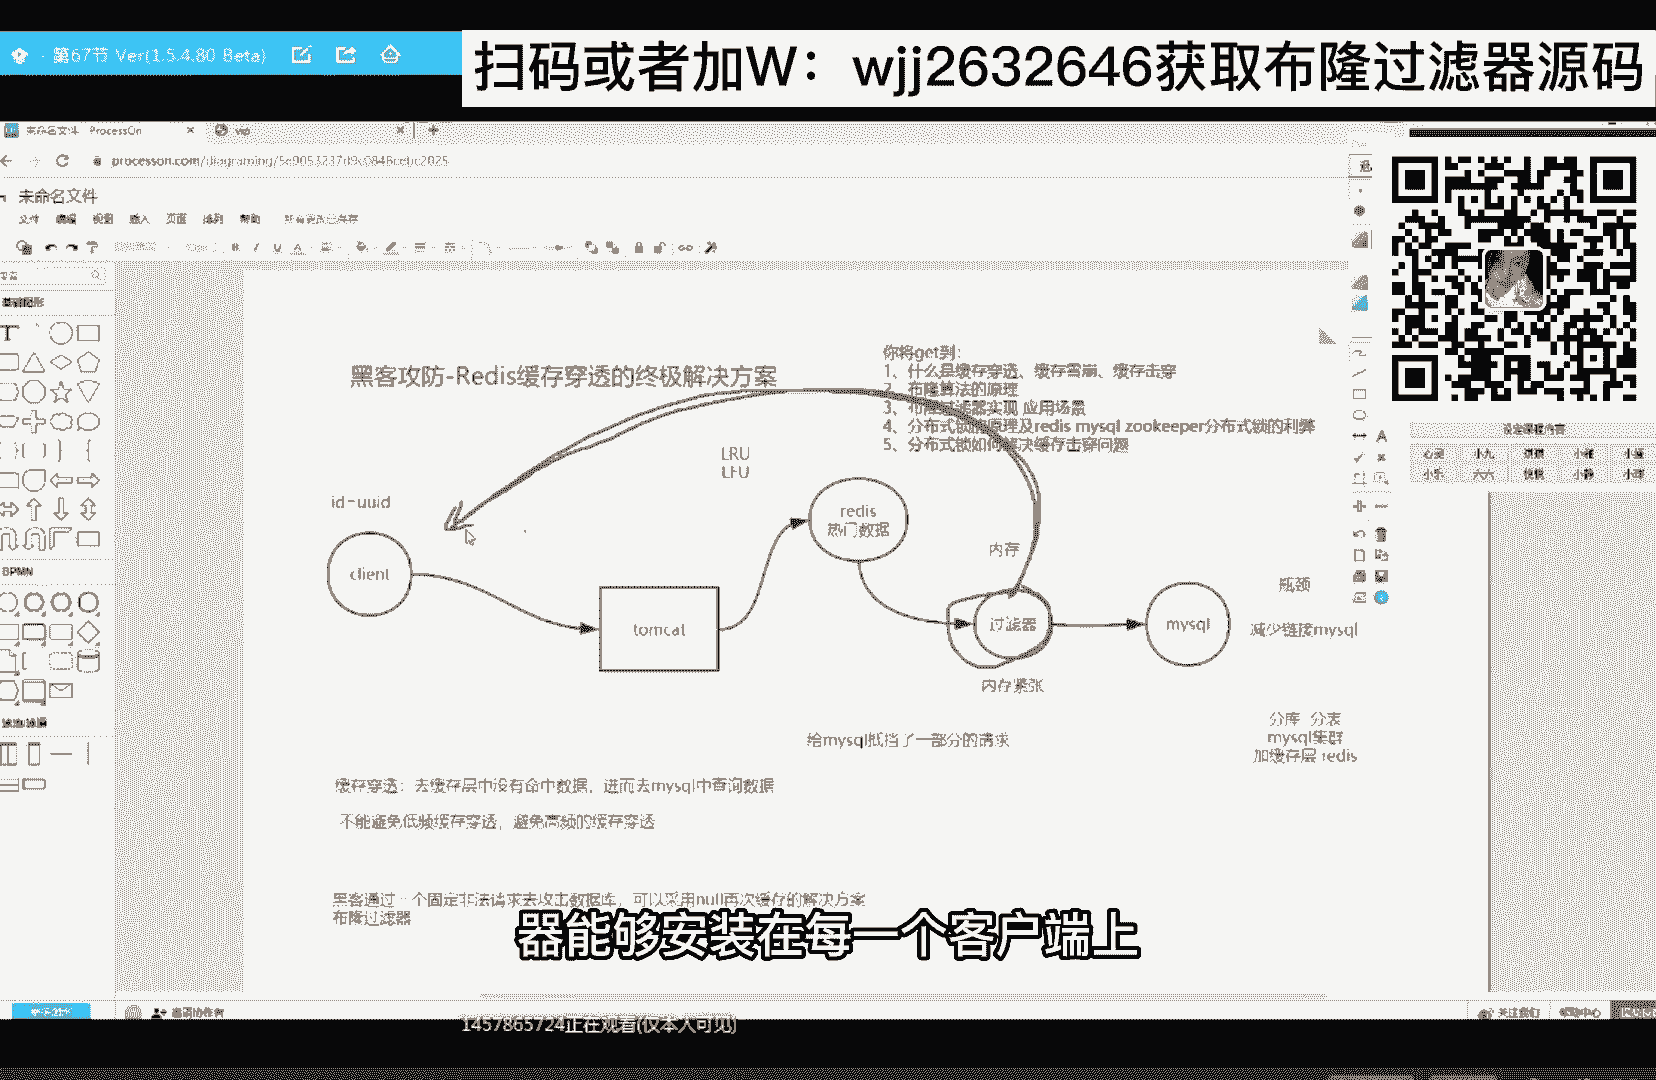 第67节 Ver(1.5.4.80 Beta)
扫码或者加W：wjj2632646获取布隆过滤器源码
未命名文件 ProcessOn
vip
未命名文件
文件 编辑 视图 插入 页面 排列 帮助
基础图形
BPMN
黑客攻防-Redis缓存穿透的终极解决方案
你将get到：
1、什么是缓存穿透、缓存雪崩、缓存击穿
2、布隆算法的原理
3、布隆过滤器实现 应用场景
4、分布式锁的原理及redis mysql zookeeper分布式锁的利弊
5、分布式锁如何解决缓存击穿问题
LRU
LFU
id-uuid
client
tomcat
redis
热门数据
内存
过滤器
内存紧张
mysql
瓶颈
减少链接mysql
给mysql抵挡了一部分的请求
分库 分表
mysql集群
加缓存层 redis
缓存穿透：去缓存层中没有命中数据，进而去mysql中查询数据
不能避免低频缓存穿透，避免高频的缓存穿透
黑客通过一个固定非法请求去攻击数据库，可以采用null再次缓存的解决方案
布隆过滤器
器能够安装在每一个客户端上
邀请协作者
关注我们
1457865724正在观看(仅本人可见)